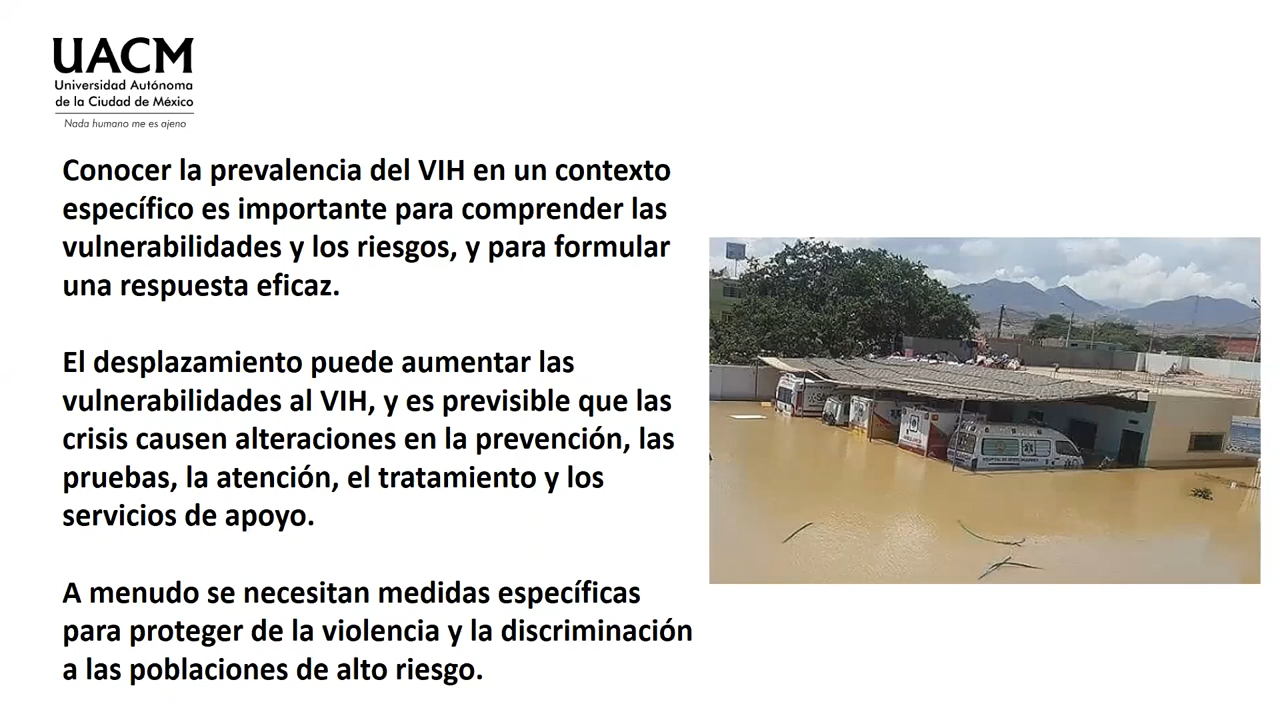 UACM
Universidad Autónoma
de la Ciudad de México
Nada humano me es ajeno
Conocer la prevalencia del VIH en un contexto
específico es importante para comprender las
vulnerabilidades y los riesgos, y para formular
una respuesta eficaz.
El desplazamiento puede aumentar las
vulnerabilidades al VIH, y es previsible que las
crisis causen alteraciones en la prevención, las
pruebas, la atención, el tratamiento y los
servicios de apoyo.
A menudo se necesitan medidas específicas
para proteger de la violencia y la discriminación
a las poblaciones de alto riesgo.